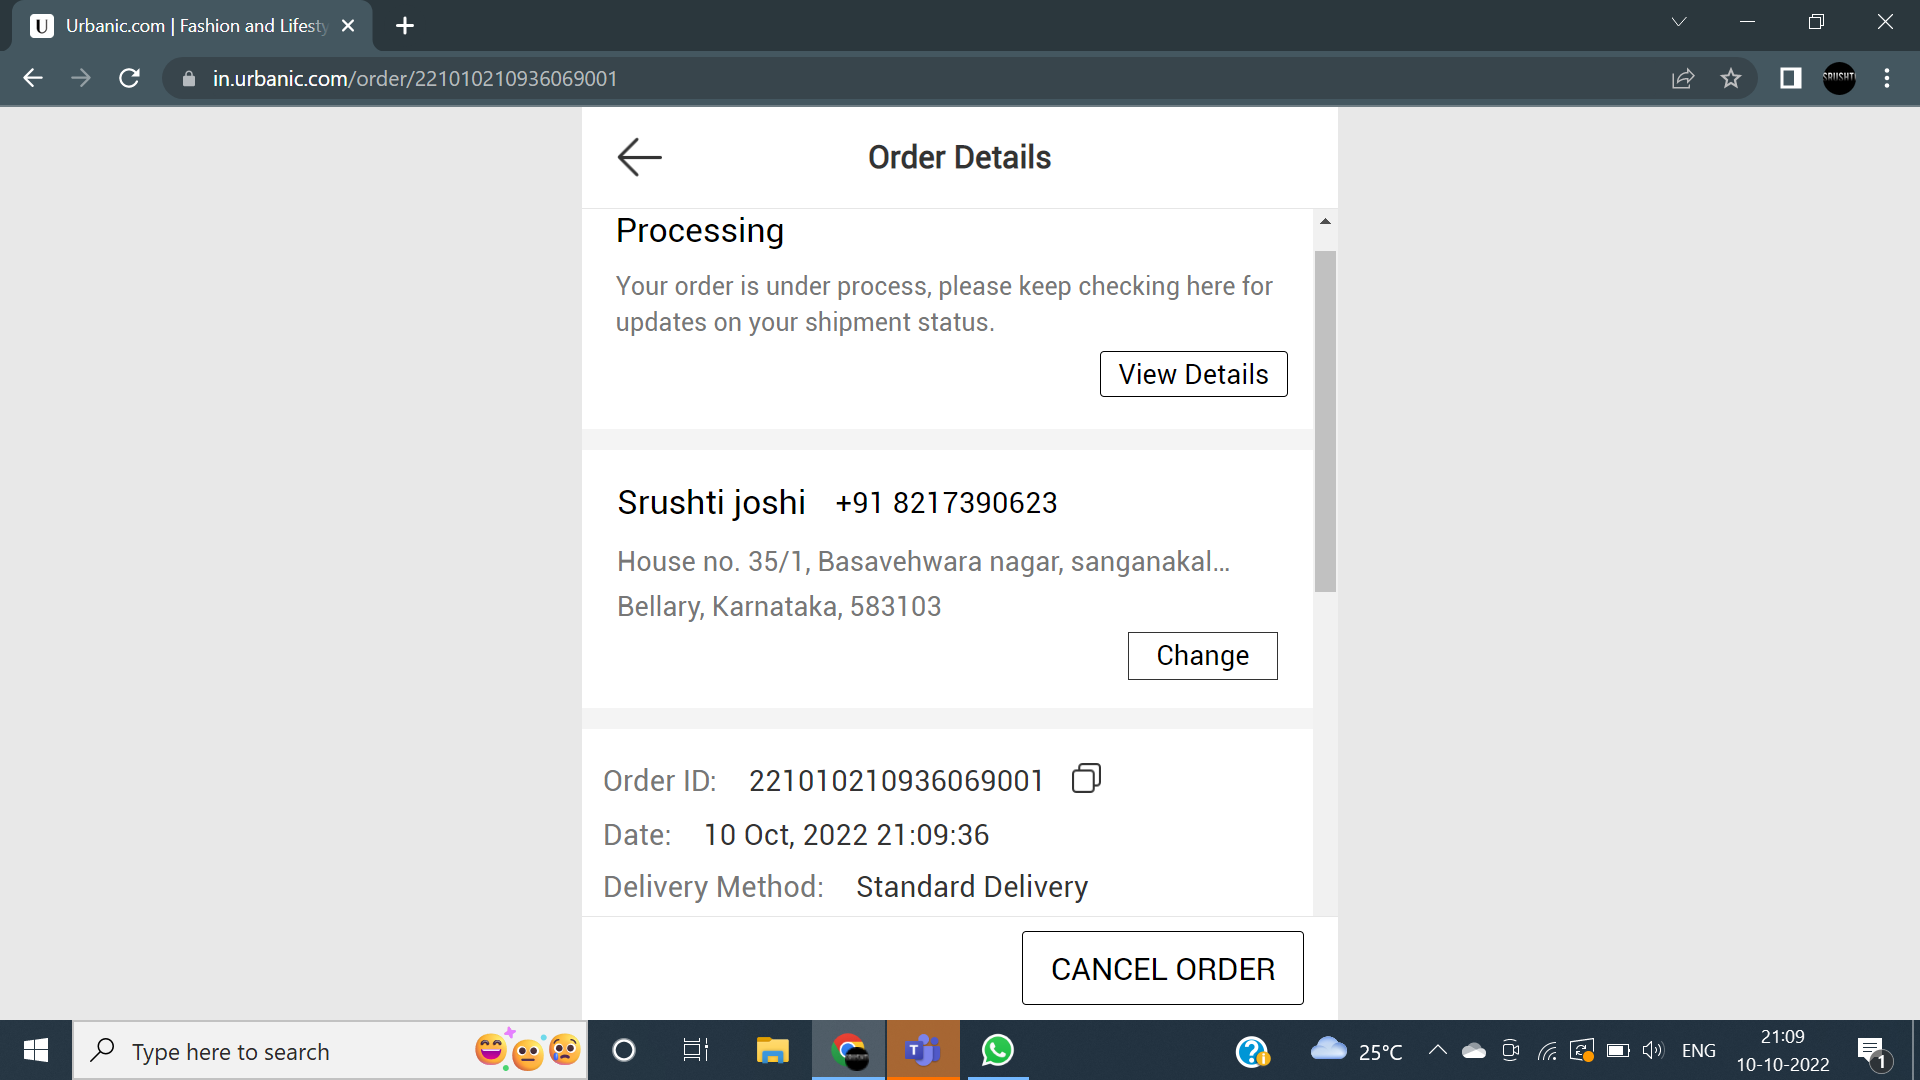 Urbanic.com | Fashion and Lifesty
in.urbanic.com/order/221010210936069001
SRUSHTI
Order Details
Processing
Your order is under process, please keep checking here for
updates on your shipment status.
View Details
Srushti joshi +91 8217390623
House no. 35/1, Basavehwara nagar, sanganakal...
Bellary, Karnataka, 583103
Change
Order ID: 221010210936069001
Date: 10 Oct, 2022 21:09:36
Delivery Method: Standard Delivery
CANCEL ORDER
Type here to search
25°C
ENG
21:09
10-10-2022
1